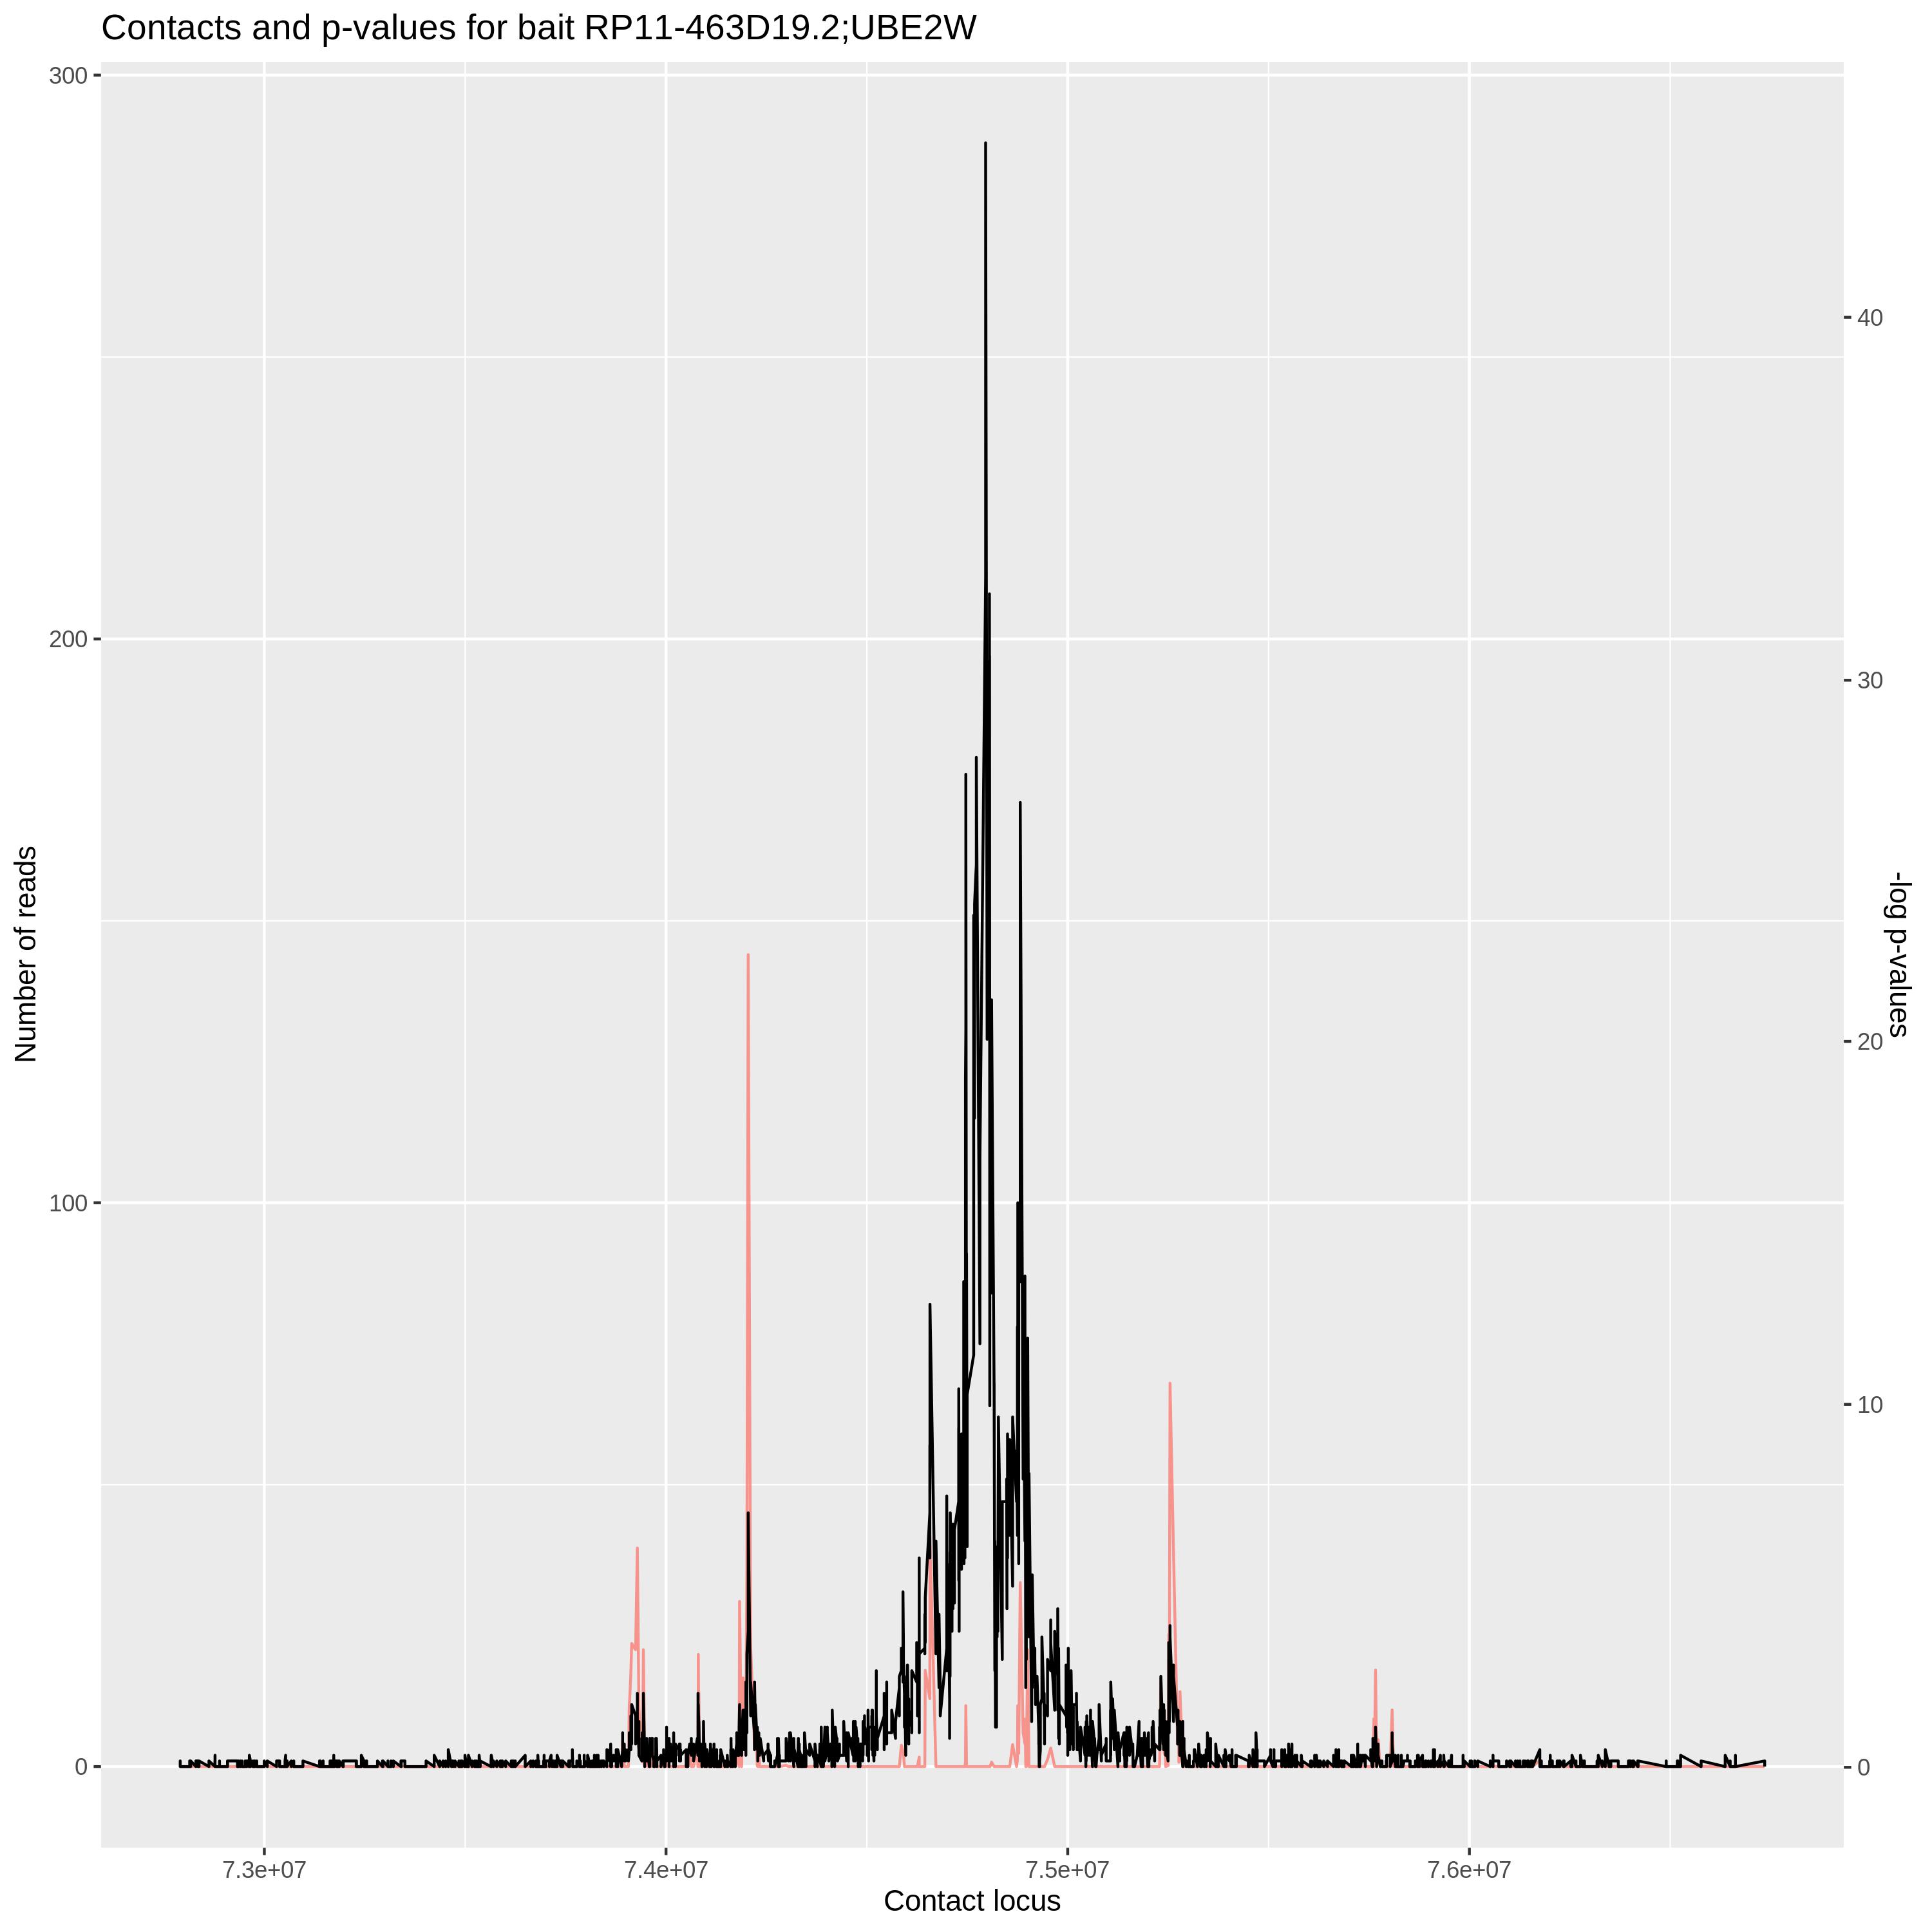 Contacts and p-values for bait RP11-463D19.2;UBE2W
300
200
100
0
Number of reads
40
30
20
10
0
-log p-values
7.3e+07
7.4e+07
7.5e+07
7.6e+07
Contact locus